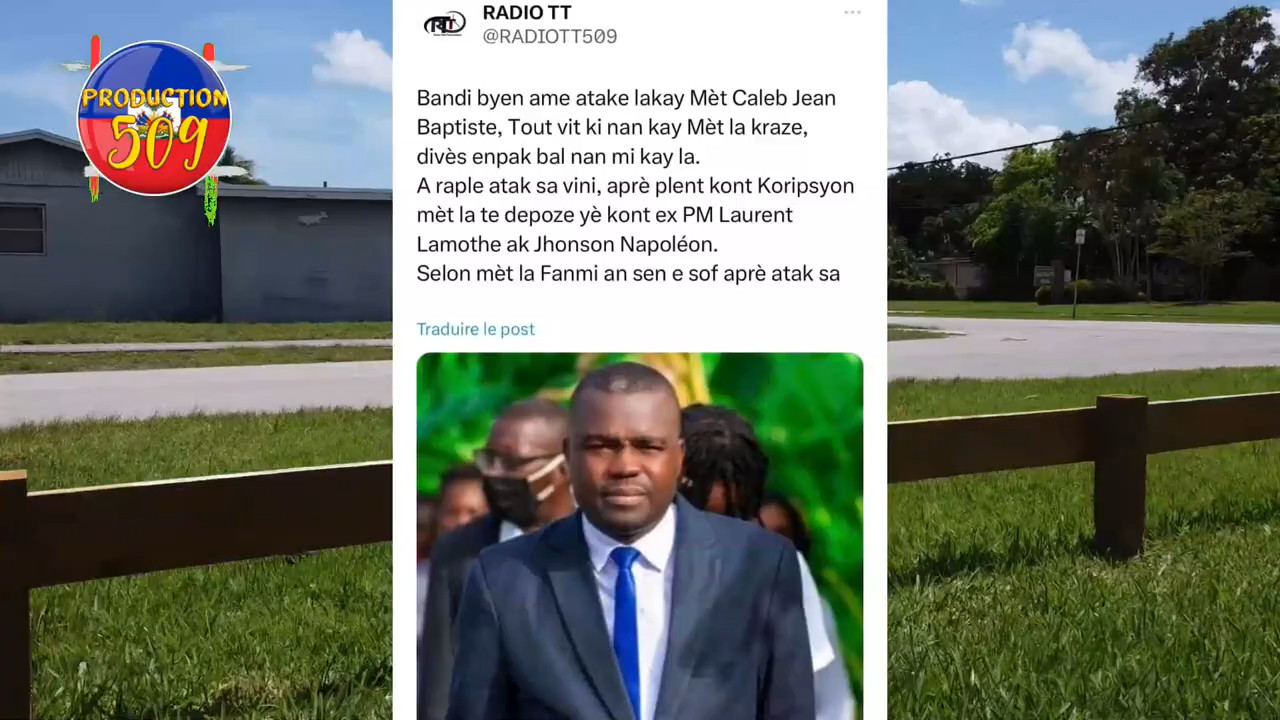 PRODUCTION
509
RADIO TT
@RADIOTT509
Bandi byen ame atake lakay Mèt Caleb Jean
Baptiste, Tout vit ki nan kay Mèt la kraze,
divès enpak bal nan mi kay la.
A raple atak sa vini, aprè plent kont Koripsyon
mèt la te depoze yè kont ex PM Laurent
Lamothe ak Jhonson Napoléon.
Selon mèt la Fanmi an sen e sof aprè atak sa
Traduire le post